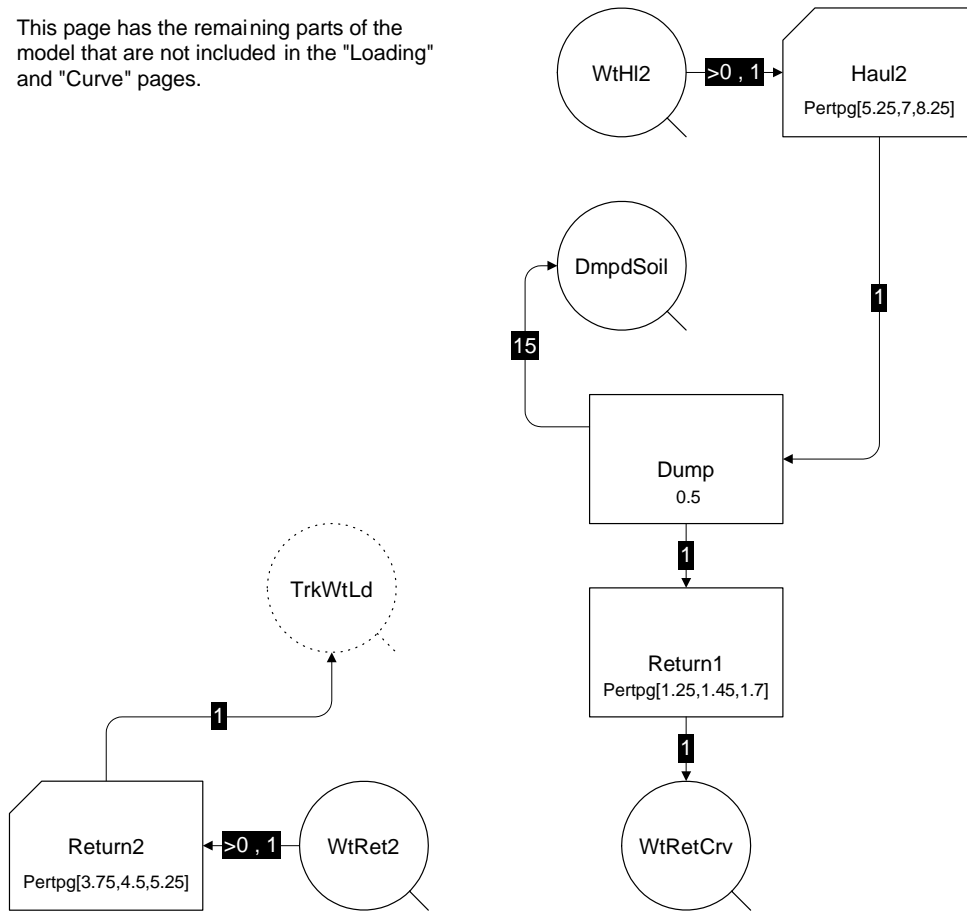 This page has the remaining parts of the
model that are not included in the "Loading"
and "Curve" pages.
WtHl2
>0 , 1
Haul2
Pertpg[5.25,7,8.25]
DmpdSoil
1
15
Dump
0.5
1
TrkWtLd
Return1
Pertpg[1.25,1.45,1.7]
1
1
Return2
Pertpg[3.75,4.5,5.25]
>0 , 1
WtRet2
WtRetCrv